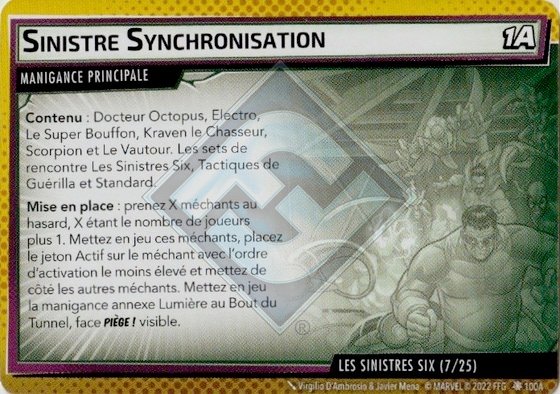 SINISTRE SYNCHRONISATION
1A
MANIGANCE PRINCIPALE
Contenu : Docteur Octopus, Electro,
Le Super Bouffon, Kraven le Chasseur,
Scorpion et Le Vautour. Les sets de
rencontre Les Sinistres Six, Tactiques de
Guérilla et Standard.
Mise en place : prenez X méchants au
hasard, X étant le nombre de joueurs
plus 1. Mettez en jeu ces méchants, placez
le jeton Actif sur le méchant avec l'ordre
d'activation le moins élevé et mettez de
côté les autres méchants. Mettez en jeu
la manigance annexe Lumière au Bout du
Tunnel, face PIÈGE ! visible.
®
LES SINISTRES SIX (7/25)
Virgilio D'Ambrosio & Javier Mena © MARVEL © 2022 FFG 100A